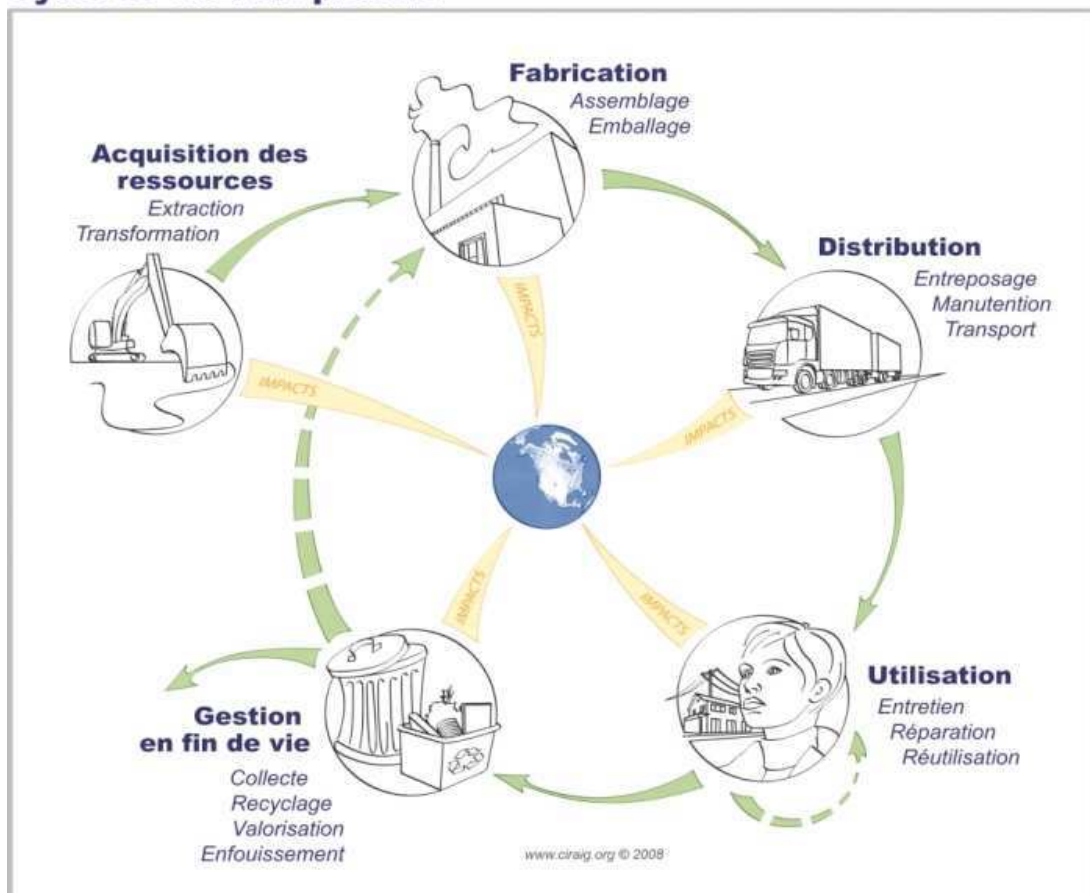 Fabrication
Assemblage
Emballage
Acquisition des
ressources
Extraction
Transformation
Distribution
Entreposage
Manutention
Transport
IMPACTS
IMPACTS
IMPACTS
IMPACTS
IMPACTS
Utilisation
Entretien
Réparation
Réutilisation
Gestion
en fin de vie
Collecte
Recyclage
Valorisation
Enfouissement
www.ciraig.org © 2008